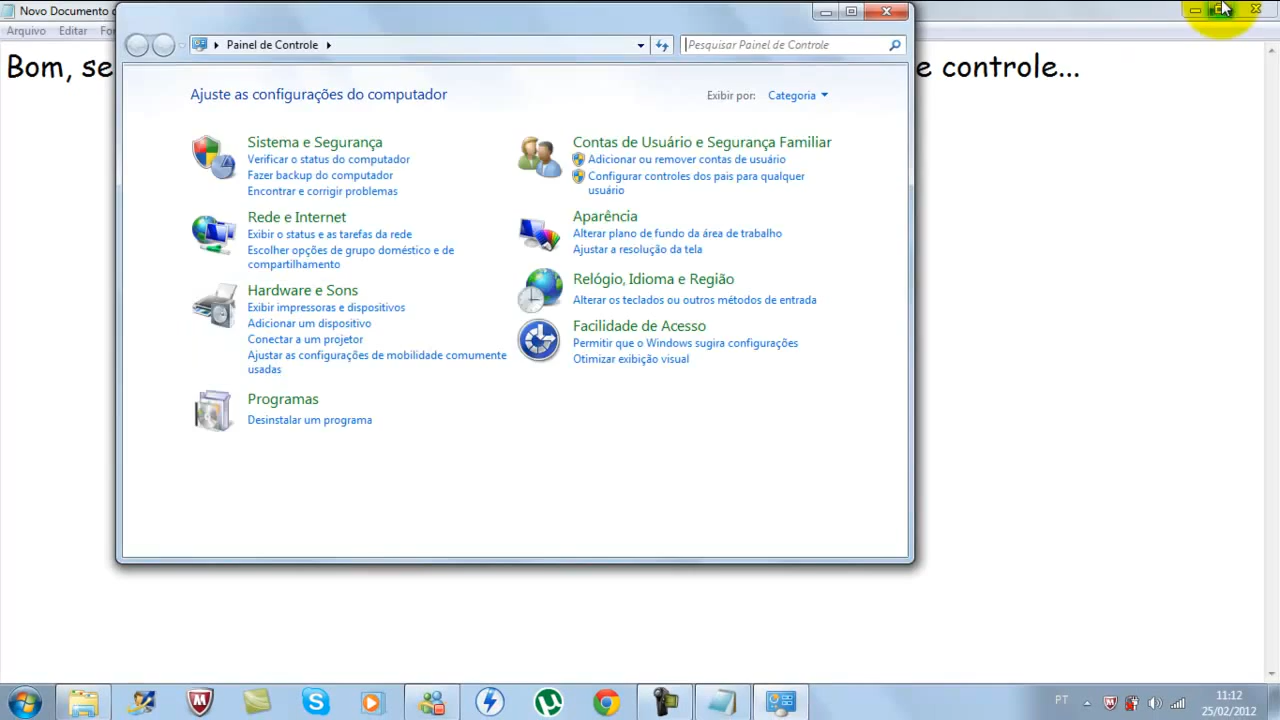 Novo Documento
Arquivo Editar
Bom, se
e controle...
Painel de Controle
Pesquisar Painel de Controle
Ajuste as configurações do computador
Exibir por: Categoria
Sistema e Segurança
Verificar o status do computador
Fazer backup do computador
Encontrar e corrigir problemas
Rede e Internet
Exibir o status e as tarefas da rede
Escolher opções de grupo doméstico e de
compartilhamento
Hardware e Sons
Exibir impressoras e dispositivos
Adicionar um dispositivo
Conectar a um projetor
Ajustar as configurações de mobilidade comumente
usadas
Programas
Desinstalar um programa
Contas de Usuário e Segurança Familiar
Adicionar ou remover contas de usuário
Configurar controles dos pais para qualquer
usuário
Aparência
Alterar plano de fundo da área de trabalho
Ajustar a resolução da tela
Relógio, Idioma e Região
Alterar os teclados ou outros métodos de entrada
Facilidade de Acesso
Permitir que o Windows sugira configurações
Otimizar exibição visual
PT
11:12
25/02/2012